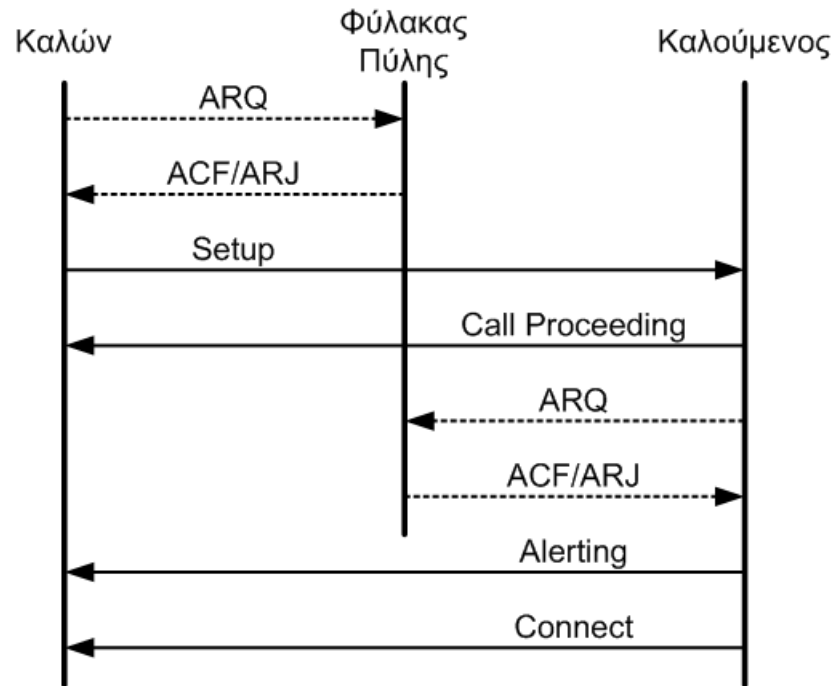 Καλών
Φύλακας
Πύλης
Καλούμενος
ARQ
ACF/ARJ
Setup
Call Proceeding
ARQ
ACF/ARJ
Alerting
Connect